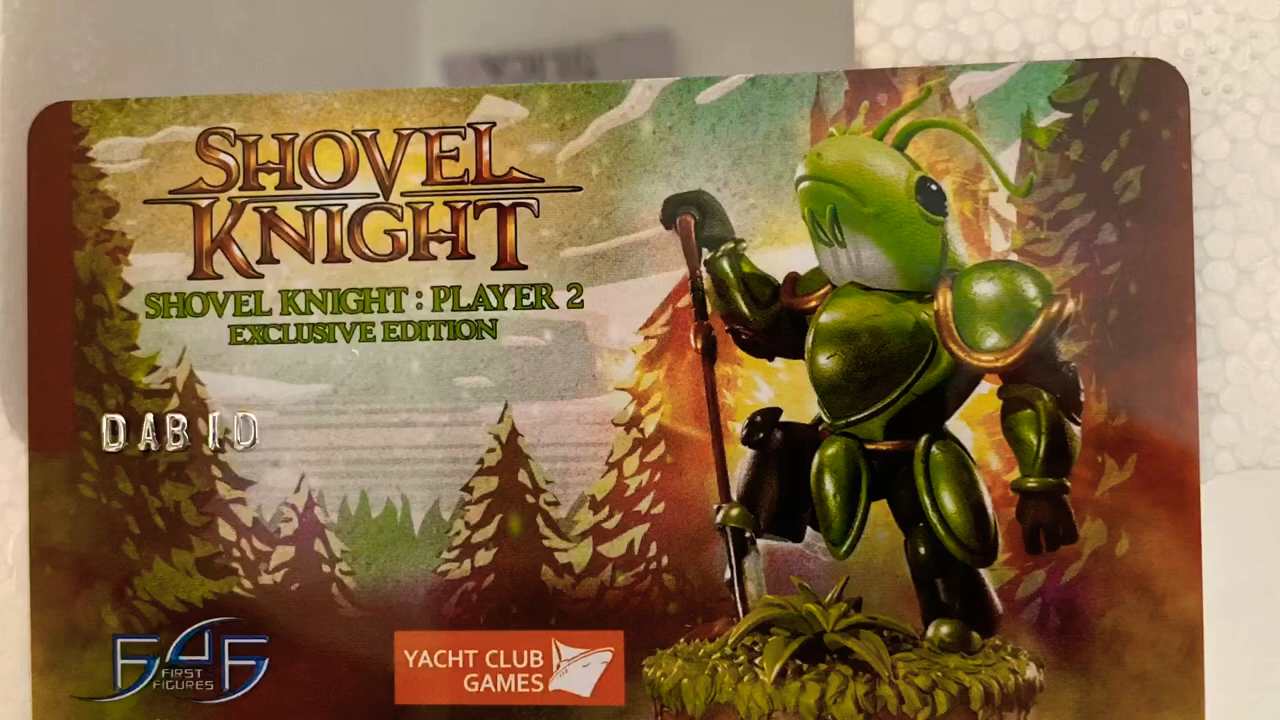 SHOVEL
KNIGHT
SHOVEL KNIGHT : PLAYER 2
EXCLUSIVE EDITION
DABID
FIRST
FIGURES
YACHT CLUB
GAMES